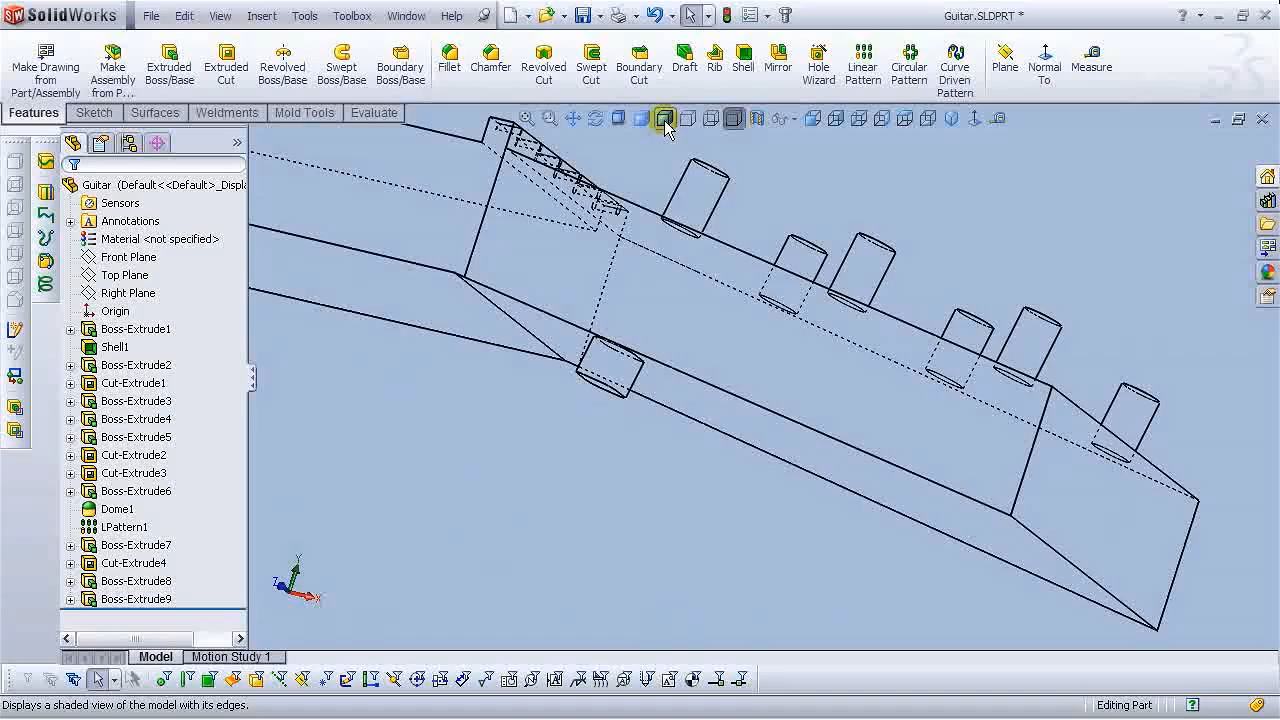 SolidWorks File Edit View Insert Tools Toolbox Window Help Guitar.SLDPRT *
Make Drawing from Part/Assembly
Make Assembly from P...
Extruded Boss/Base
Extruded Cut
Revolved Boss/Base
Swept Boss/Base
Boundary Boss/Base
Fillet
Chamfer
Revolved Cut
Swept Cut
Boundary Cut
Draft
Rib
Shell
Mirror
Hole Wizard
Linear Pattern
Circular Pattern
Curve Driven Pattern
Plane
Normal To
Measure
Features Sketch Surfaces Weldments Mold Tools Evaluate
Guitar (Default<<Default>_Displ
Sensors
Annotations
Material <not specified>
Front Plane
Top Plane
Right Plane
Origin
Boss-Extrude1
Shell1
Boss-Extrude2
Cut-Extrude1
Boss-Extrude3
Boss-Extrude4
Boss-Extrude5
Cut-Extrude2
Cut-Extrude3
Boss-Extrude6
Dome1
LPattern1
Boss-Extrude7
Cut-Extrude4
Boss-Extrude8
Boss-Extrude9
Y
Z
X
Model Motion Study 1
Displays a shaded view of the model with its edges. Editing Part